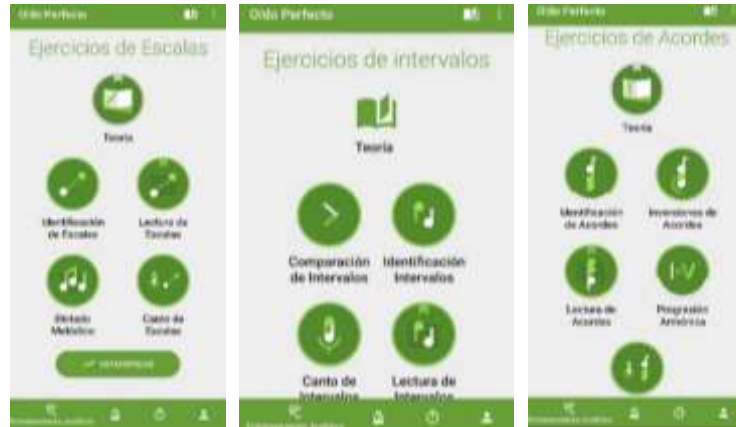 Oído Perfecto
Ejercicios de Escalas
Teoría
Identificación
de Escalas
Lectura de
Escalas
Dictado
Melódico
Canto de
Escalas
ESTADÍSTICAS
Oído Perfecto
Ejercicios de intervalos
Teoría
Comparación
de Intervalos
Identificación
Intervalos
Canto de
Intervalos
Lectura de
Intervalos
Oído Perfecto
Ejercicios de Acordes
Teoría
Identificación
de Acordes
Inversiones de
Acordes
Lectura de
Acordes
I-V
Progresión
Armónica